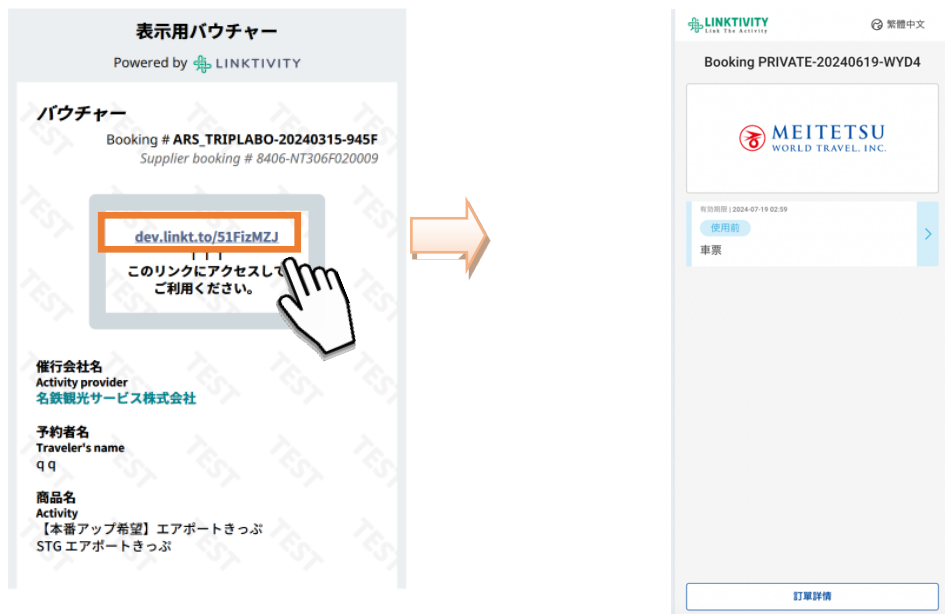 表示用バウチャー
Powered by LINKTIVITY
バウチャー
Booking # ARS_TRIPLABO-20240315-945F
Supplier booking # 8406-NT306F020009
dev.linkt.to/51FizMZJ
このリンクにアクセスして
ご利用ください。
催行会社名
Activity provider
名鉄観光サービス株式会社
予約者名
Traveler's name
q q
商品名
Activity
【本番アップ希望】エアポートきっぷ
STG エアポートきっぷ
TEST
LINKTIVITY
Link The Activity
繁體中文
Booking PRIVATE-20240619-WYD4
MEITETSU
WORLD TRAVEL, INC.
有効期限 | 2024-07-19 02:59
使用前
車票
訂單詳情